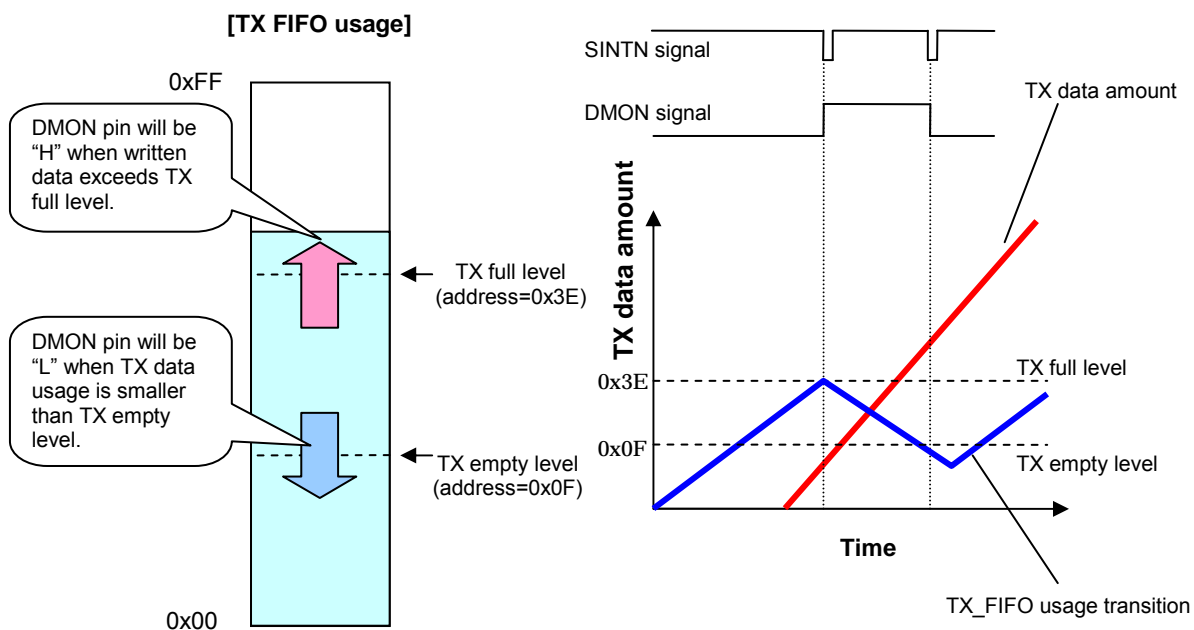 [TX FIFO usage]
0xFF
DMON pin will be
“H” when written
data exceeds TX
full level.
TX full level
(address=0x3E)
DMON pin will be
“L” when TX data
usage is smaller
than TX empty
level.
TX empty level
(address=0x0F)
0x00
SINTN signal
DMON signal
TX data amount
TX data amount
0x3E
TX full level
0x0F
TX empty level
Time
TX_FIFO usage transition